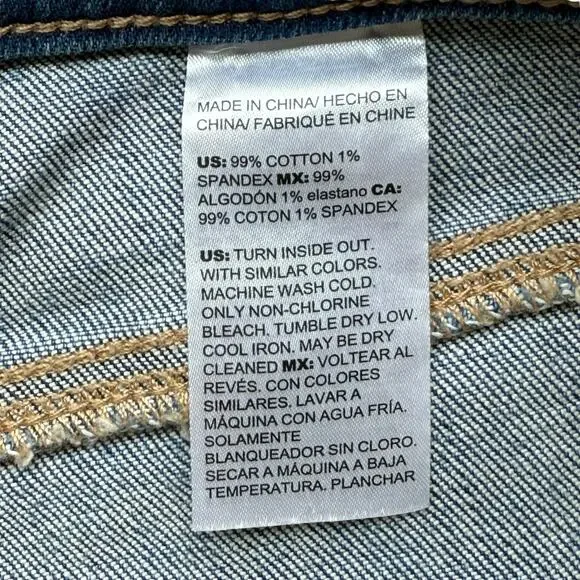 MADE IN CHINA/ HECHO EN
CHINA/ FABRIQUÉ EN CHINE
US: 99% COTTON 1%
SPANDEX MX: 99%
ALGODÓN 1% elastano CA:
99% COTON 1% SPANDEX
US: TURN INSIDE OUT.
WITH SIMILAR COLORS.
MACHINE WASH COLD.
ONLY NON-CHLORINE
BLEACH. TUMBLE DRY LOW.
COOL IRON. MAY BE DRY
CLEANED MX: VOLTEAR AL
REVÉS. CON COLORES
SIMILARES. LAVAR A
MÁQUINA CON AGUA FRÍA.
SOLAMENTE
BLANQUEADOR SIN CLORO.
SECAR A MÁQUINA A BAJA
TEMPERATURA. PLANCHAR